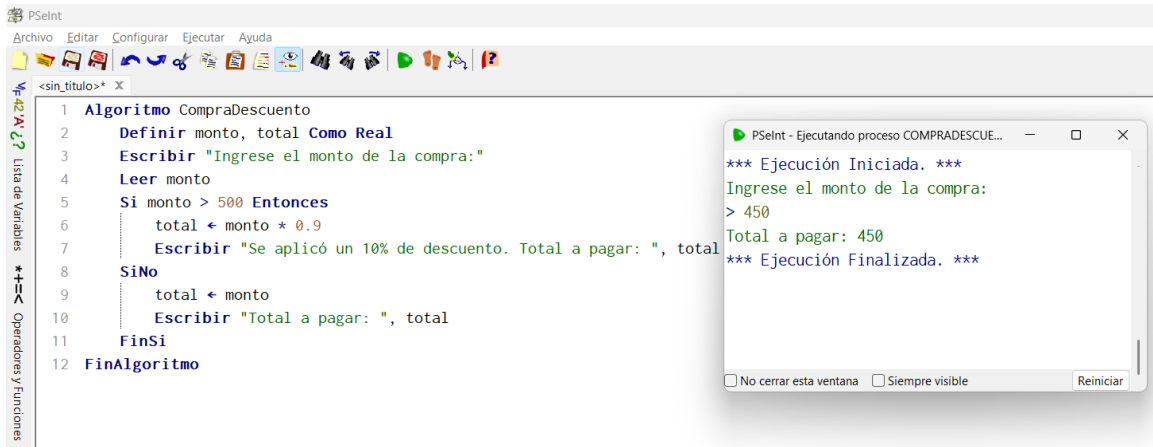 PSeInt
Archivo Editar Configurar Ejecutar Ayuda
<sin_titulo>* X
1 Algoritmo CompraDescuento
2 Definir monto, total Como Real
3 Escribir "Ingrese el monto de la compra:"
4 Leer monto
5 Si monto > 500 Entonces
6 total ← monto * 0.9
7 Escribir "Se aplicó un 10% de descuento. Total a pagar: ", total
8 SiNo
9 total ← monto
10 Escribir "Total a pagar: ", total
11 FinSi
12 FinAlgoritmo
Lista de Variables
*+=< Operadores y Funciones
PSeInt - Ejecutando proceso COMPRADESCUE...
*** Ejecución Iniciada. ***
Ingrese el monto de la compra:
> 450
Total a pagar: 450
*** Ejecución Finalizada. ***
No cerrar esta ventana Siempre visible Reiniciar